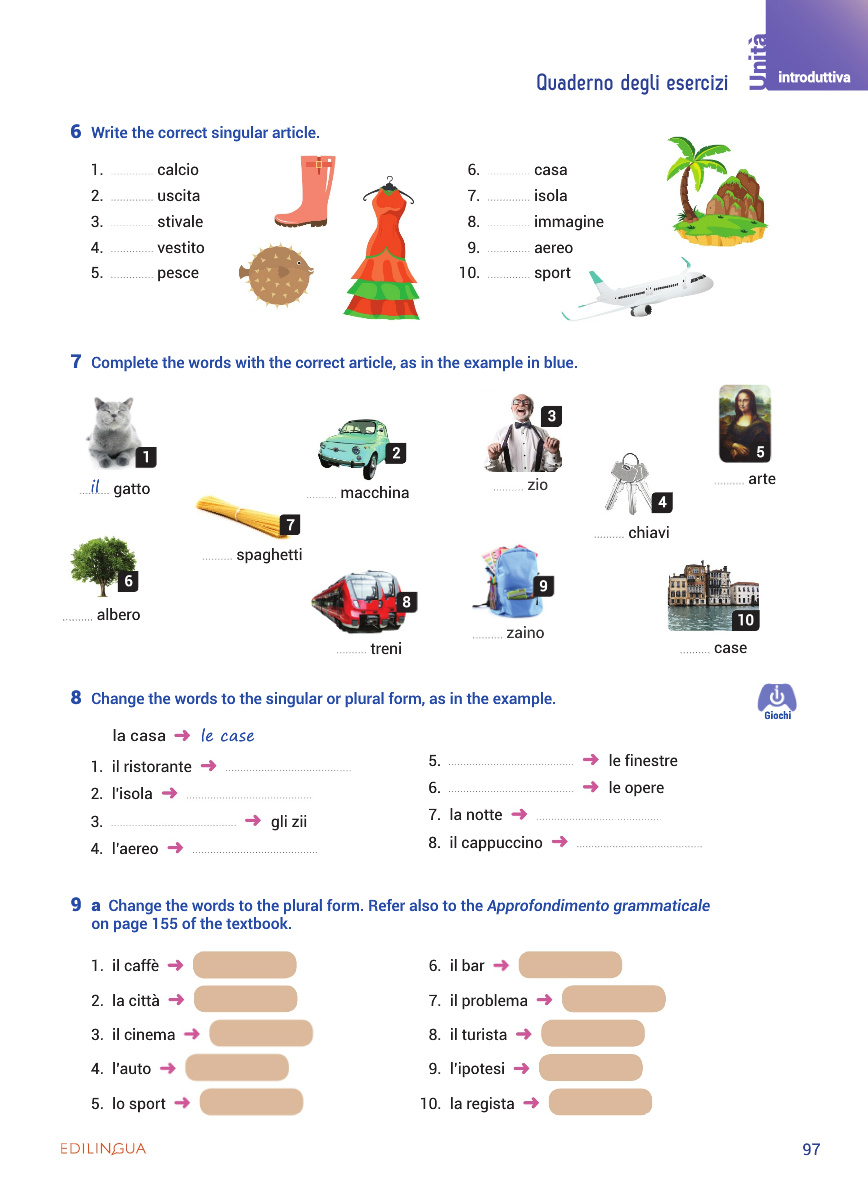 Quaderno degli esercizi
Unità
introduttiva
6 Write the correct singular article.
1. ............. calcio
2. ............. uscita
3. ............. stivale
4. ............. vestito
5. ............. pesce
6. ............. casa
7. ............. isola
8. ............. immagine
9. ............. aereo
10. ............. sport
7 Complete the words with the correct article, as in the example in blue.
1
il gatto
2
.......... macchina
3
.......... zio
4
.......... chiavi
5
.......... arte
6
.......... albero
7
.......... spaghetti
8
.......... treni
9
.......... zaino
10
.......... case
8 Change the words to the singular or plural form, as in the example.
Giochi
la casa ➜ le case
1. il ristorante ➜ ..........................................
2. l'isola ➜ ..........................................
3. .......................................... ➜ gli zii
4. l'aereo ➜ ..........................................
5. .......................................... ➜ le finestre
6. .......................................... ➜ le opere
7. la notte ➜ ..........................................
8. il cappuccino ➜ ..........................................
9 a Change the words to the plural form. Refer also to the Approfondimento grammaticale
on page 155 of the textbook.
1. il caffè ➜
2. la città ➜
3. il cinema ➜
4. l'auto ➜
5. lo sport ➜
6. il bar ➜
7. il problema ➜
8. il turista ➜
9. l'ipotesi ➜
10. la regista ➜
EDILINGUA
97